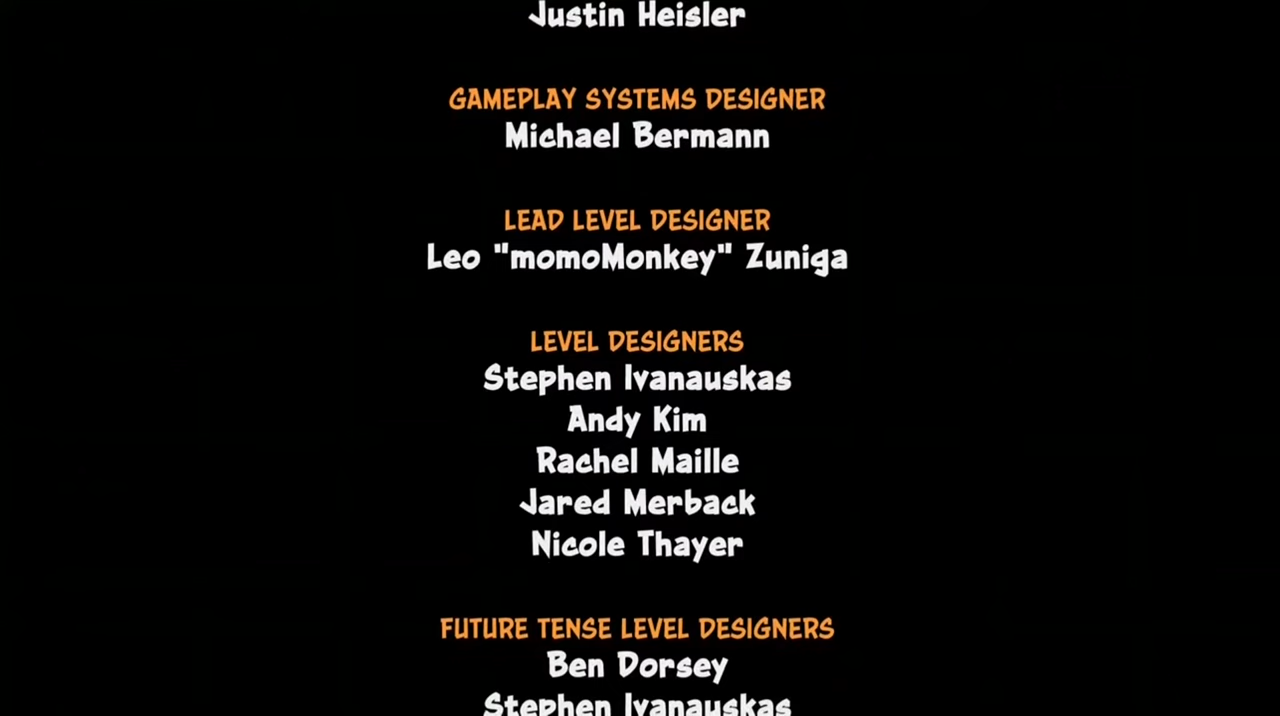 Justin Heisler
GAMEPLAY SYSTEMS DESIGNER
Michael Bermann
LEAD LEVEL DESIGNER
Leo "momoMonkey" Zuniga
LEVEL DESIGNERS
Stephen Ivanauskas
Andy Kim
Rachel Maille
Jared Merback
Nicole Thayer
FUTURE TENSE LEVEL DESIGNERS
Ben Dorsey
Stephen Ivanauskas